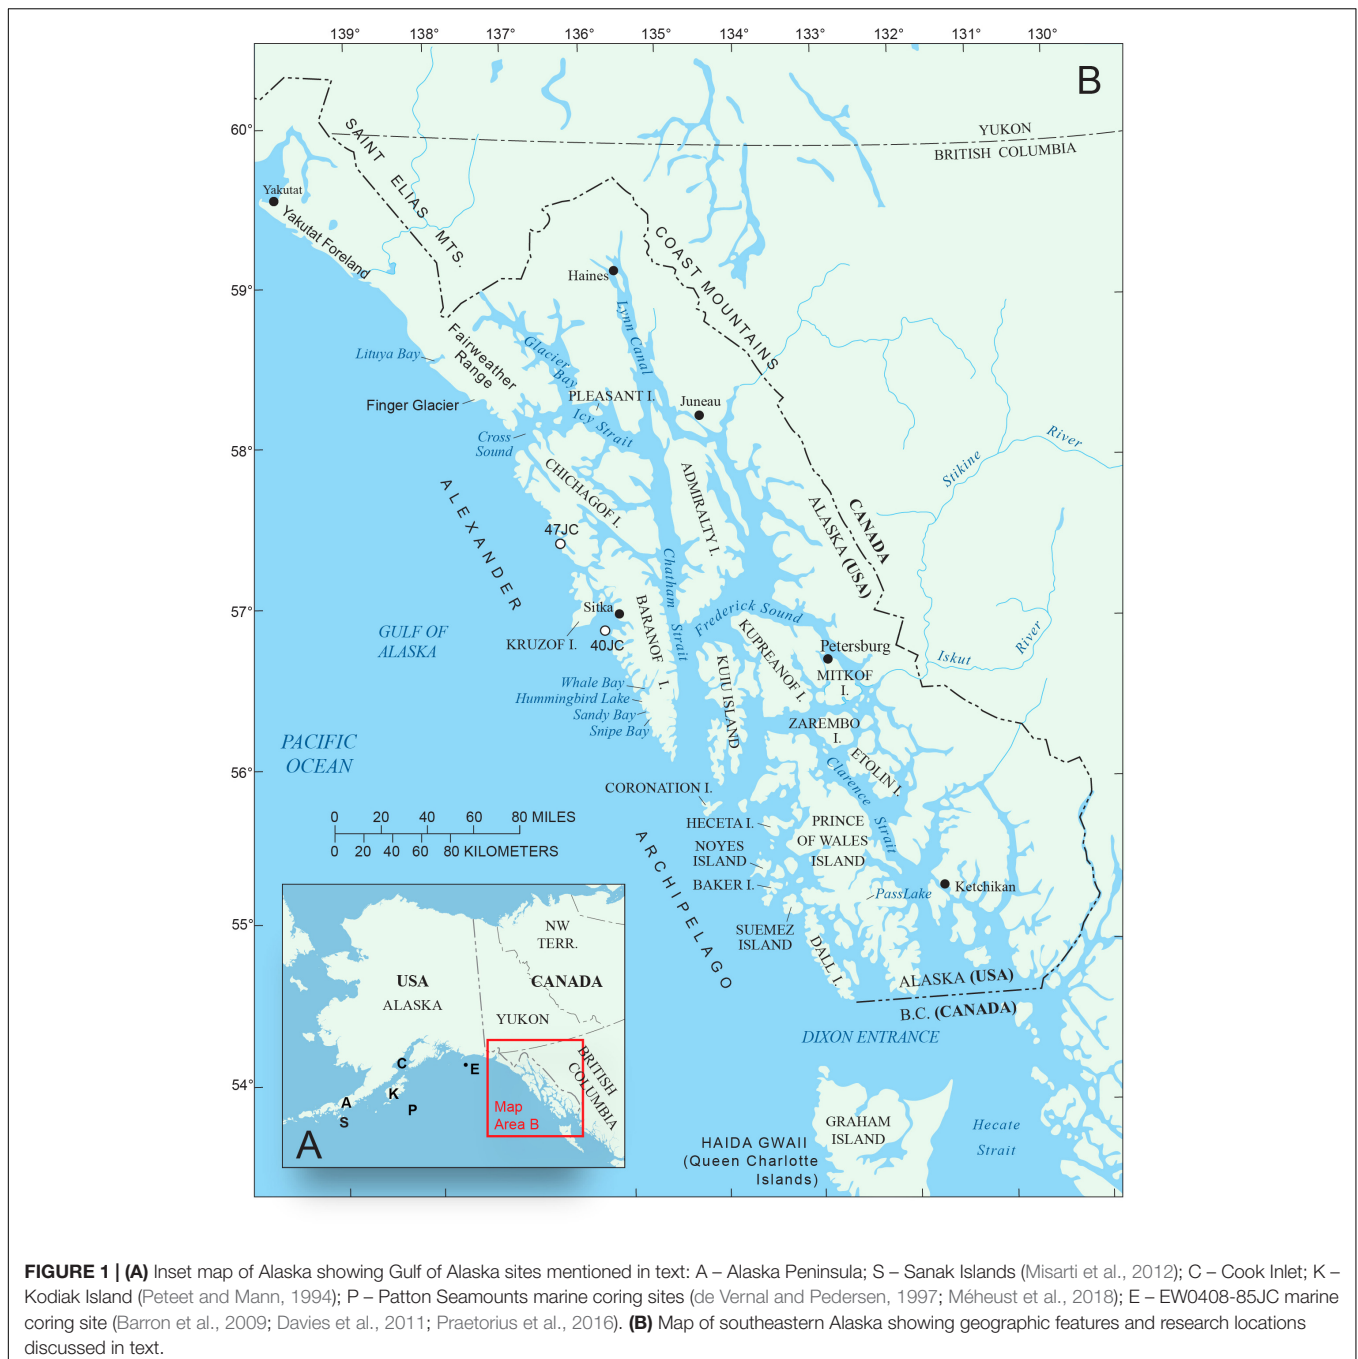 139° 137° 136° 135° 134° 133° 132° 131° 130°
B
60°
YUKON
BRITISH COLUMBIA
SAINT ELIAS MTS.
Yakutat
Yakutat Foreland
COAST MOUNTAINS
Haines
59°
Lynn Canal
Fairweather
Range
Glacier
Bay
Lituya Bay
PLEASANT I.
Juneau
Finger Glacier
Icy Strait
Cross
Sound
58°
River
Stikine
CHICHAGOF I.
ADMIRALTY I.
ALEXANDER
CANADA
ALASKA (USA)
47JC
Chatham
Strait
57°
Sitka
BARANOF
I.
Frederick Sound
KRUZOF I.
40JC
GULF OF
ALASKA
KUPREANOF I.
Petersburg
MITKOF
I.
Iskut
River
KUIU ISLAND
Whale Bay
Hummingbird Lake
Sandy Bay
Snipe Bay
ZAREMBO
I.
ETOLIN I.
PACIFIC
OCEAN
56°
Clarence
Strait
CORONATION I.
HECETA I.
PRINCE
OF WALES
ISLAND
NOYES
ISLAND
BAKER I.
PassLake
Ketchikan
0 20 40 60 80 MILES
0 20 40 60 80 KILOMETERS
ARCHIPELAGO
55°
SUEMEZ
ISLAND
DALL I.
ALASKA (USA)
B.C. (CANADA)
DIXON ENTRANCE
54°
GRAHAM
ISLAND
Hecate
Strait
HAIDA GWAII
(Queen Charlotte
Islands)
NW
TERR.
USA
ALASKA
CANADA
YUKON
BRITISH
COLUMBIA
C
E
K
A
P
S
Map
Area B
A
FIGURE 1 | (A) Inset map of Alaska showing Gulf of Alaska sites mentioned in text: A – Alaska Peninsula; S – Sanak Islands (Misarti et al., 2012); C – Cook Inlet; K –
Kodiak Island (Peteet and Mann, 1994); P – Patton Seamounts marine coring sites (de Vernal and Pedersen, 1997; Méheust et al., 2018); E – EW0408-85JC marine
coring site (Barron et al., 2009; Davies et al., 2011; Praetorius et al., 2016). (B) Map of southeastern Alaska showing geographic features and research locations
discussed in text.